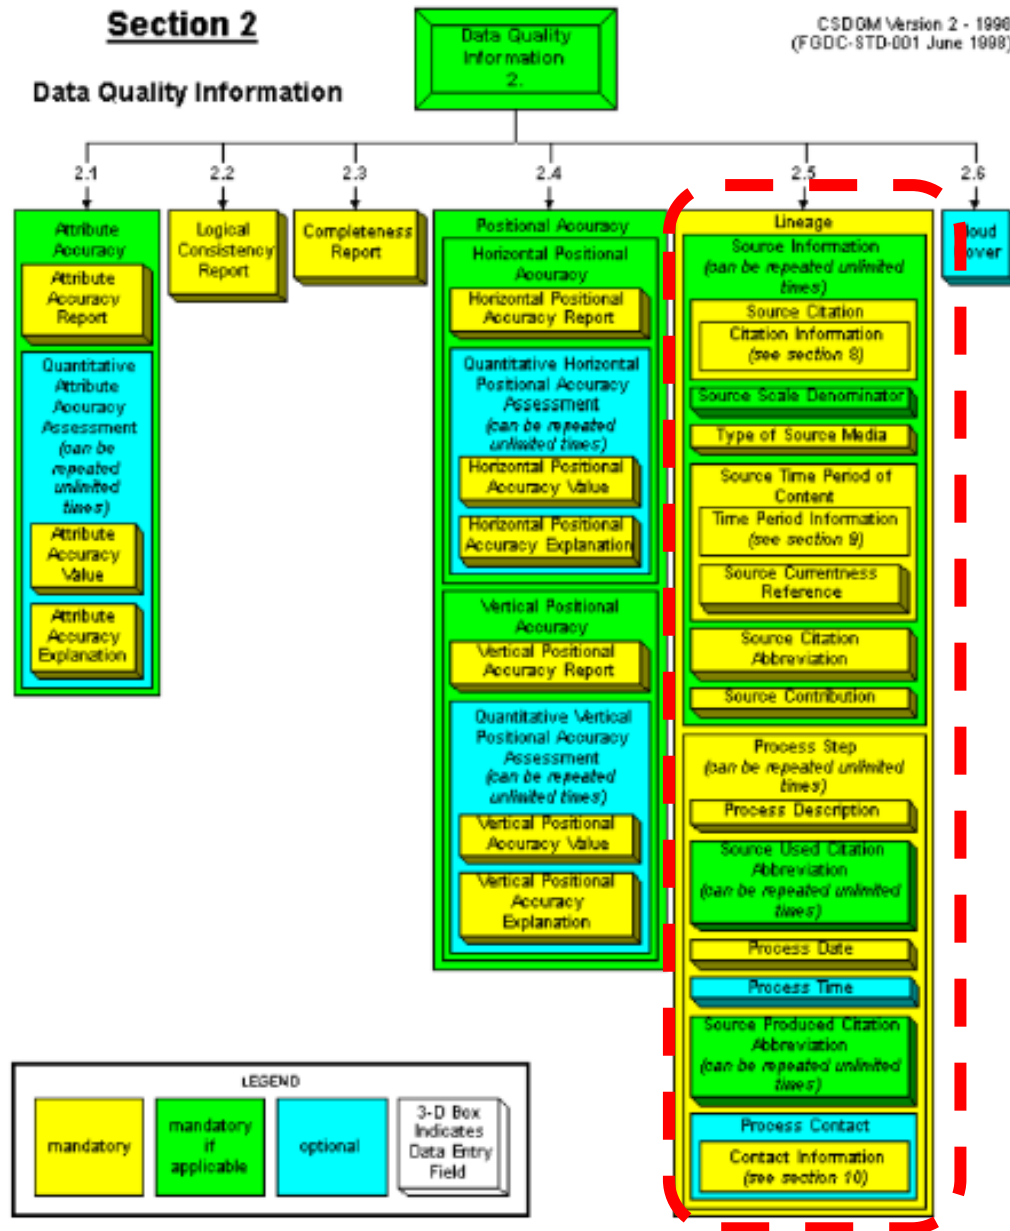 Section 2
Data Quality Information
CSDGM Version 2 - 1998
(FGDC-STD-001 June 1998)
Data Quality
Information
2.
2.1
2.2
2.3
2.4
2.5
2.6
Attribute
Accuracy
Attribute
Accuracy
Report
Quantitative
Attribute
Accuracy
Assessment
(can be
repeated
unlimited
times)
Attribute
Accuracy
Value
Attribute
Accuracy
Explanation
Logical
Consistency
Report
Completeness
Report
Positional Accuracy
Horizontal Positional
Accuracy
Horizontal Positional
Accuracy Report
Quantitative Horizontal
Positional Accuracy
Assessment
(can be repeated
unlimited times)
Horizontal Positional
Accuracy Value
Horizontal Positional
Accuracy Explanation
Vertical Positional
Accuracy
Vertical Positional
Accuracy Report
Quantitative Vertical
Positional Accuracy
Assessment
(can be repeated
unlimited times)
Vertical Positional
Accuracy Value
Vertical Positional
Accuracy
Explanation
Lineage
Source Information
(can be repeated unlimited
times)
Source Citation
Citation Information
(see section 8)
Source Scale Denominator
Type of Source Media
Source Time Period of
Content
Time Period Information
(see section 9)
Source Currentness
Reference
Source Citation
Abbreviation
Source Contribution
Process Step
(can be repeated unlimited
times)
Process Description
Source Used Citation
Abbreviation
(can be repeated unlimited
times)
Process Date
Process Time
Source Produced Citation
Abbreviation
(can be repeated unlimited
times)
Process Contact
Contact Information
(see section 10)
LEGEND
mandatory
mandatory
if
applicable
optional
3-D Box
Indicates
Data Entry
Field